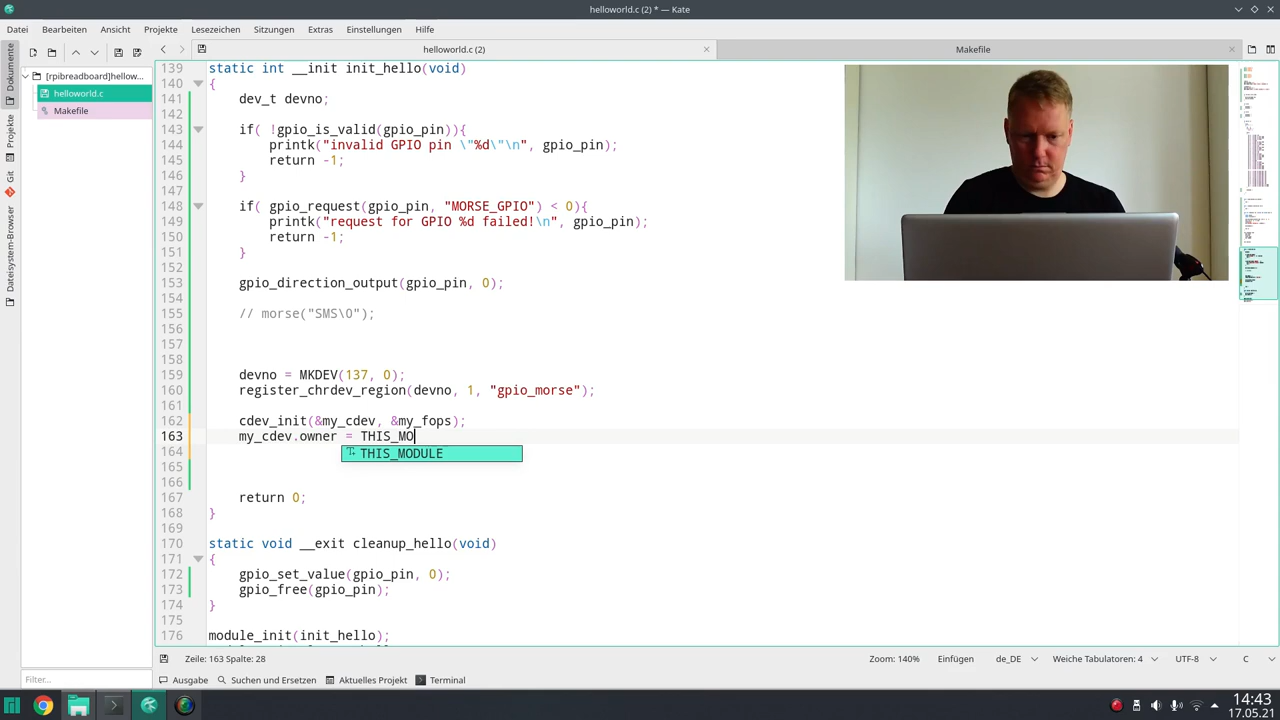 helloworld.c (2) * — Kate
Datei Bearbeiten Ansicht Projekte Lesezeichen Sitzungen Extras Einstellungen Hilfe
helloworld.c (2)
Makefile
Dokumente
Projekte
Git
Dateisystem-Browser
[rpibreadboard]hellow...
helloworld.c
Makefile
139 static int __init init_hello(void)
140 {
141 dev_t devno;
142
143 if( !gpio_is_valid(gpio_pin)){
144 printk("invalid GPIO pin \"%d\"\n", gpio_pin);
145 return -1;
146 }
147
148 if( gpio_request(gpio_pin, "MORSE_GPIO") < 0){
149 printk("request for GPIO %d failed!\n", gpio_pin);
150 return -1;
151 }
152
153 gpio_direction_output(gpio_pin, 0);
154
155 // morse("SMS\0");
156
157
158
159 devno = MKDEV(137, 0);
160 register_chrdev_region(devno, 1, "gpio_morse");
161
162 cdev_init(&my_cdev, &my_fops);
163 my_cdev.owner = THIS_MO
164 THIS_MODULE
165
166
167 return 0;
168 }
169
170 static void __exit cleanup_hello(void)
171 {
172 gpio_set_value(gpio_pin, 0);
173 gpio_free(gpio_pin);
174 }
175
176 module_init(init_hello);
Filter...
Zeile: 163 Spalte: 28 Zoom: 140% Einfügen de_DE Weiche Tabulatoren: 4 UTF-8 C
Ausgabe Suchen und Ersetzen Aktuelles Projekt Terminal
14:43
17.05.21